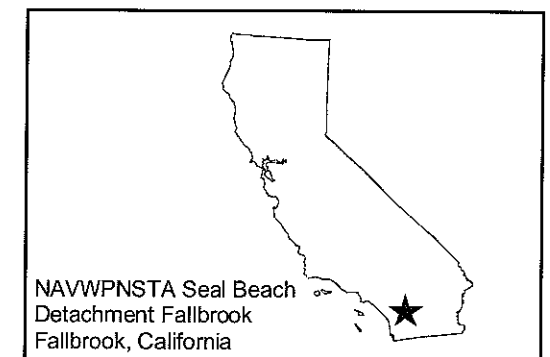 NAVWPNSTA Seal Beach
Detachment Fallbrook
Fallbrook, California